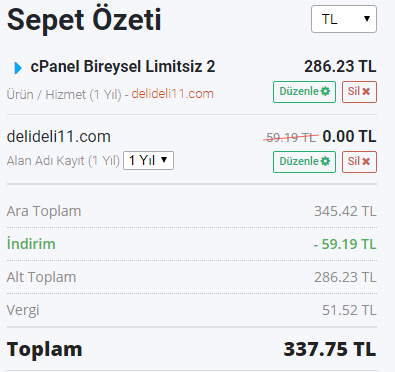 Sepet Özeti TL
cPanel Bireysel Limitsiz 2 286.23 TL
Ürün / Hizmet (1 Yıl) - delideli11.com Düzenle Sil
delideli11.com 59.19 TL 0.00 TL
Alan Adı Kayıt (1 Yıl) 1 Yıl Düzenle Sil
Ara Toplam 345.42 TL
İndirim - 59.19 TL
Alt Toplam 286.23 TL
Vergi 51.52 TL
Toplam 337.75 TL